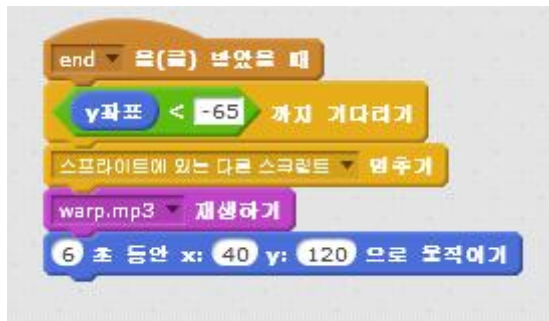 end 을(를) 받았을 때
y좌표 < -65 까지 기다리기
스프라이트에 있는 다른 스크립트 멈추기
warp.mp3 재생하기
6 초 동안 x: 40 y: 120 으로 움직이기